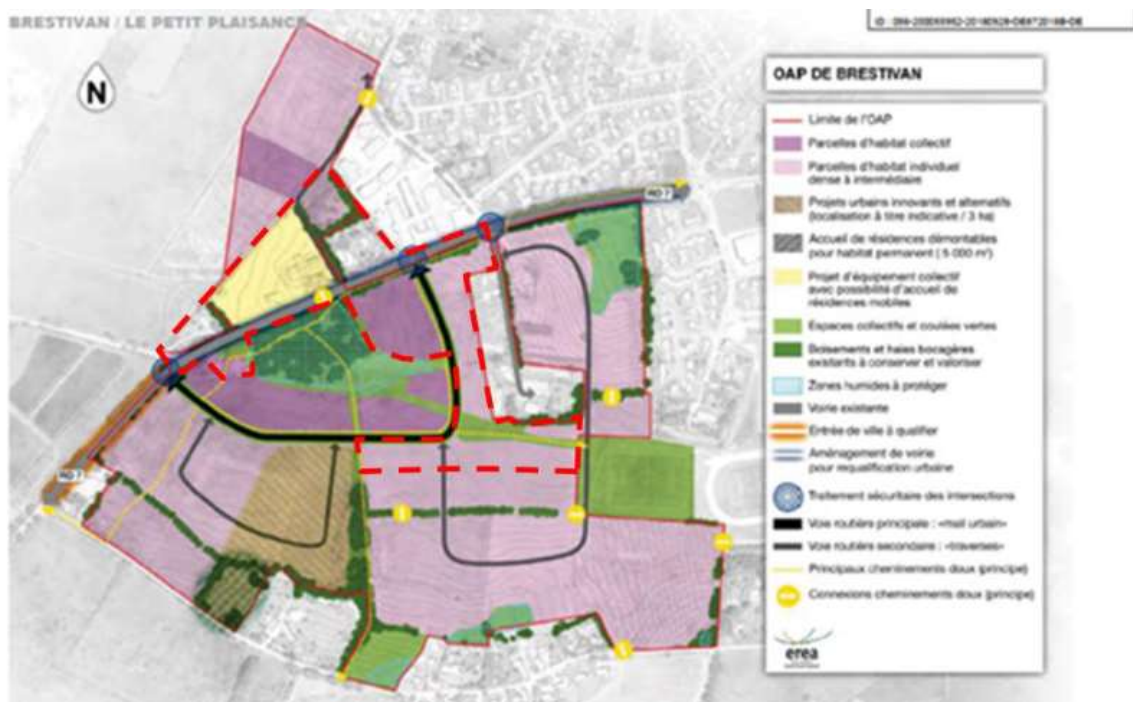 BRESTIVAN / LE PETIT PLAISANCE
N
RD 7
RD 7
OAP DE BRESTIVAN
Limite de l'OAP
Parcelles d'habitat collectif
Parcelles d'habitat individuel
dense à intermédiaire
Projets urbains innovants et alternatifs
(localisation à titre indicative / 3 ha)
Accueil de résidences démontables
pour habitat permanent ( 5 000 m²)
Projet d'équipement collectif
avec possibilité d'accueil de
résidences mobiles
Espaces collectifs et coulées vertes
Boisements et haies bocagères
existants à conserver et valoriser
Zones humides à protéger
Voirie existante
Entrée de ville à qualifier
Aménagement de voirie
pour requalification urbaine
Traitement sécuritaire des intersections
Voie routière principale : «mail urbain»
Voie routière secondaire : «traverses»
Principaux cheminements doux (principe)
Connexions cheminements doux (principe)
erea